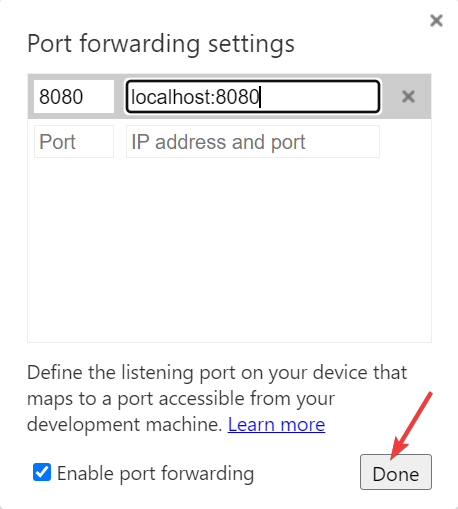 Port forwarding settings
8080 localhost:8080
Port IP address and port
Define the listening port on your device that
maps to a port accessible from your
development machine. Learn more
Enable port forwarding Done